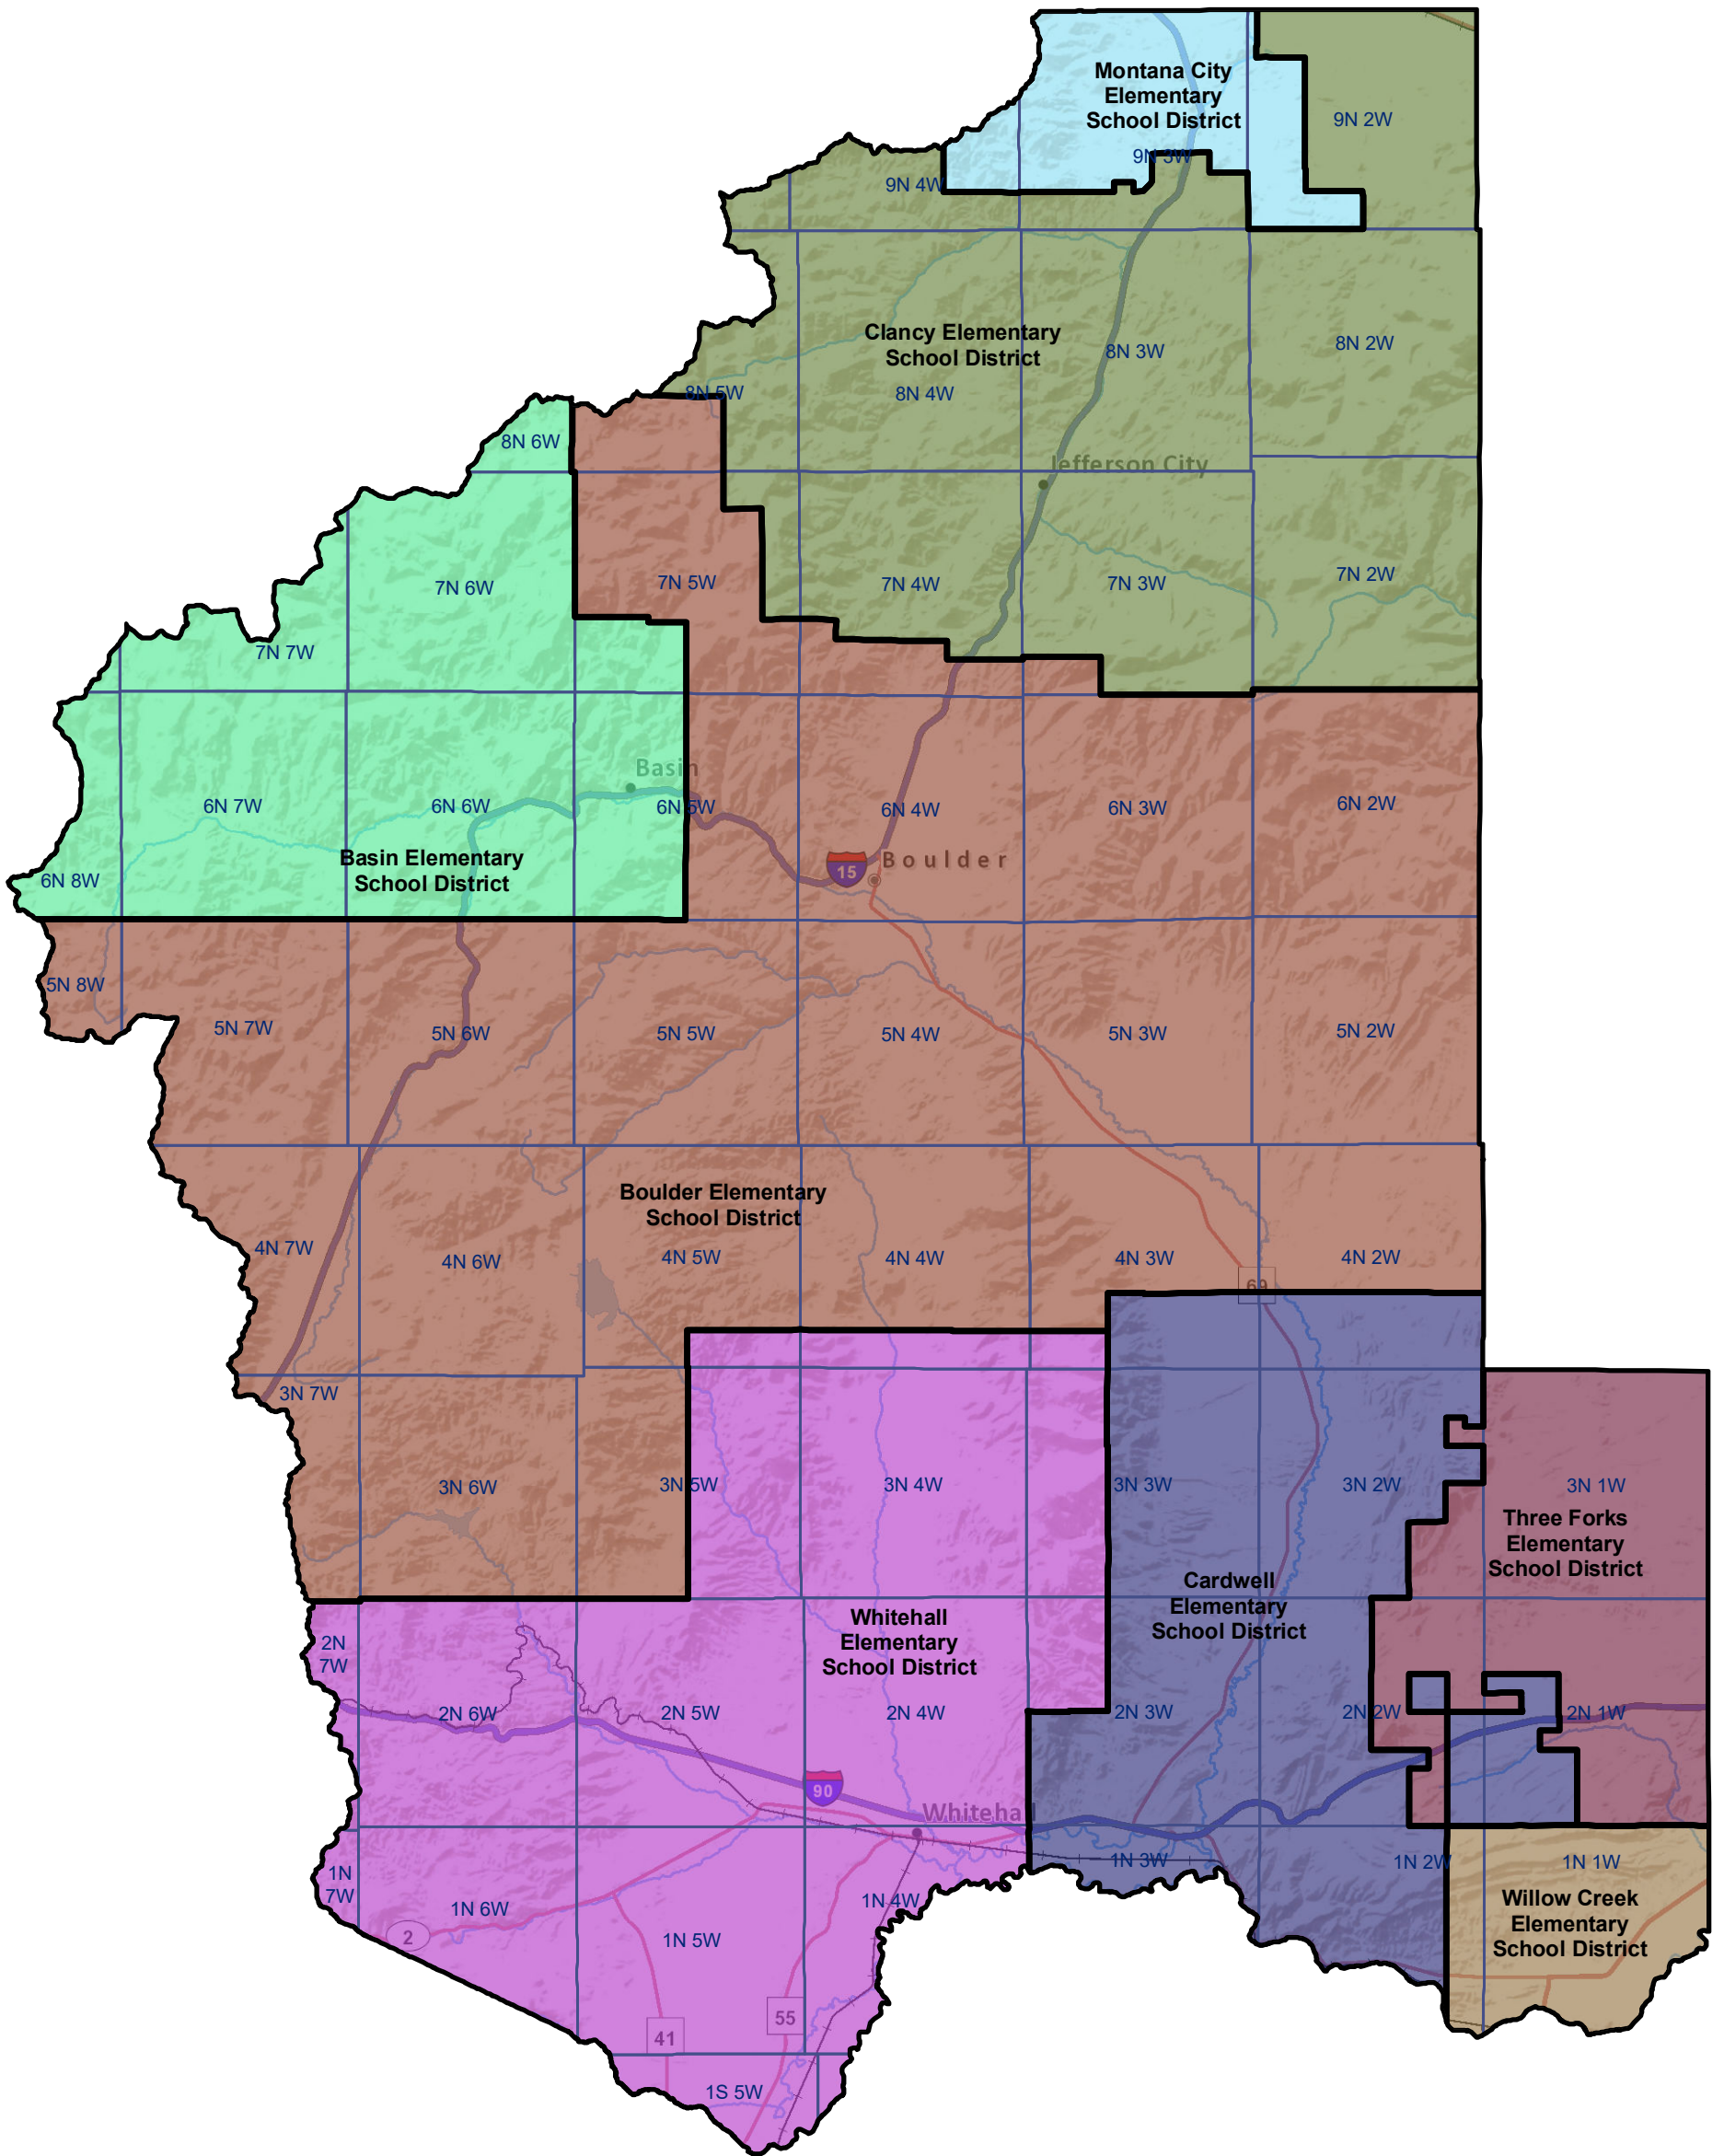 Montana City
Elementary
School District
9N 2W
9N 3W
9N 4W
Clancy Elementary
School District
8N 3W
8N 2W
8N 5W
8N 4W
8N 6W
Jefferson City
7N 6W
7N 5W
7N 4W
7N 3W
7N 2W
7N 7W
Basin
6N 7W
6N 6W
6N 5W
6N 4W
6N 3W
6N 2W
Basin Elementary
School District
15
Boulder
6N 8W
5N 8W
5N 7W
5N 6W
5N 5W
5N 4W
5N 3W
5N 2W
Boulder Elementary
School District
4N 7W
4N 6W
4N 5W
4N 4W
4N 3W
4N 2W
69
3N 7W
3N 6W
3N 5W
3N 4W
3N 3W
3N 2W
3N 1W
Three Forks
Elementary
School District
Cardwell
Elementary
School District
Whitehall
Elementary
School District
2N
7W
2N 6W
2N 5W
2N 4W
2N 3W
2N 2W
2N 1W
90
Whitehall
1N 3W
1N 2W
1N 1W
1N
7W
1N 6W
1N 4W
Willow Creek
Elementary
School District
2
1N 5W
55
41
1S 5W